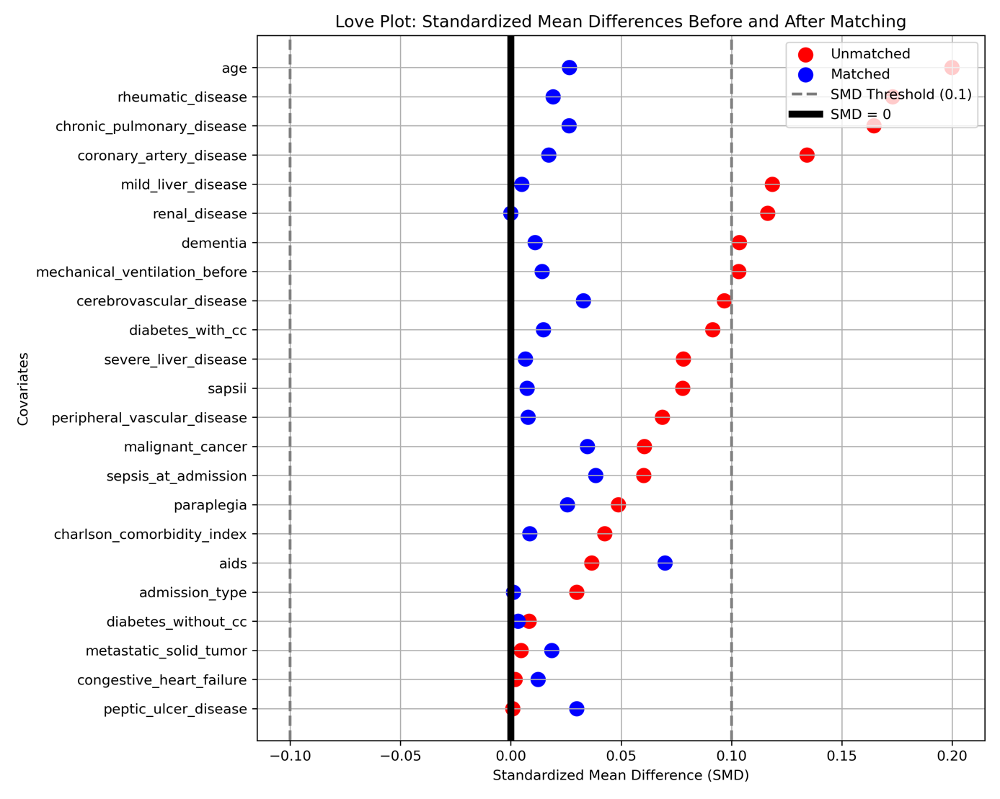 Love Plot: Standardized Mean Differences Before and After Matching
Unmatched
Matched
SMD Threshold (0.1)
SMD = 0
Covariates
age
rheumatic_disease
chronic_pulmonary_disease
coronary_artery_disease
mild_liver_disease
renal_disease
dementia
mechanical_ventilation_before
cerebrovascular_disease
diabetes_with_cc
severe_liver_disease
sapsii
peripheral_vascular_disease
malignant_cancer
sepsis_at_admission
paraplegia
charlson_comorbidity_index
aids
admission_type
diabetes_without_cc
metastatic_solid_tumor
congestive_heart_failure
peptic_ulcer_disease
−0.10 −0.05 0.00 0.05 0.10 0.15 0.20
Standardized Mean Difference (SMD)